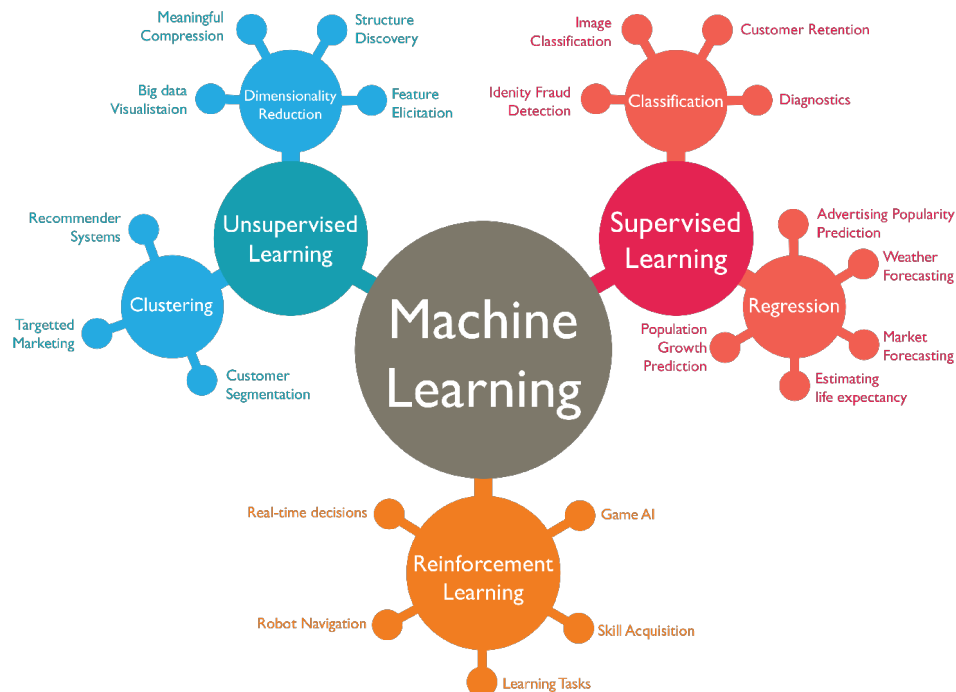 Meaningful
Compression
Structure
Discovery
Big data
Visualistaion
Dimensionality
Reduction
Feature
Elicitation
Image
Classification
Customer Retention
Idenity Fraud
Detection
Classification
Diagnostics
Recommender
Systems
Unsupervised
Learning
Clustering
Targetted
Marketing
Customer
Segmentation
Machine
Learning
Supervised
Learning
Advertising Popularity
Prediction
Weather
Forecasting
Regression
Population
Growth
Prediction
Market
Forecasting
Estimating
life expectancy
Real-time decisions
Game AI
Reinforcement
Learning
Robot Navigation
Skill Acquisition
Learning Tasks